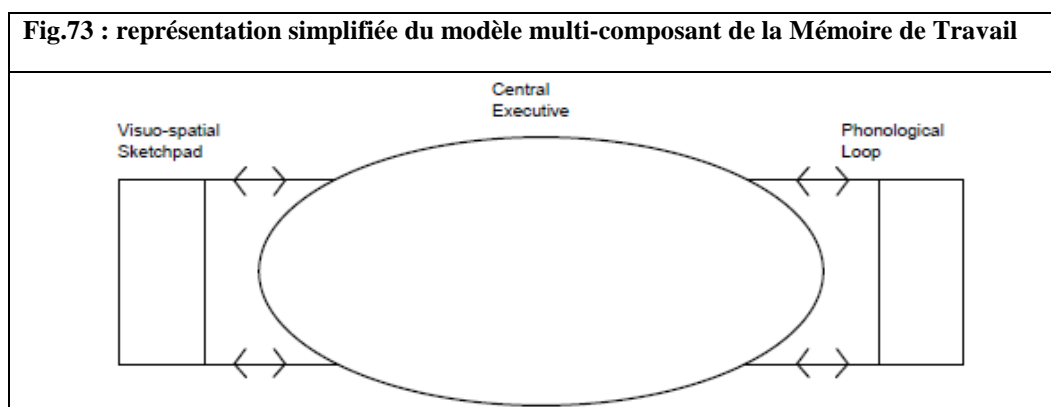 Fig.73 : représentation simplifiée du modèle multi-composant de la Mémoire de Travail
Central
Executive
Visuo-spatial
Sketchpad
Phonological
Loop